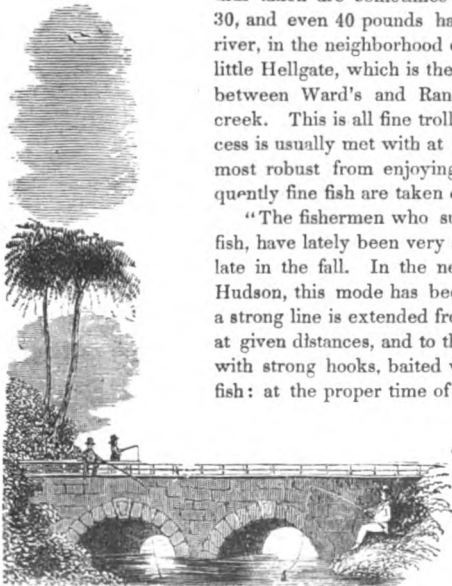 30, and even 40 pounds ha
river, in the neighborhood
little Hellgate, which is the
between Ward's and Ran
creek. This is all fine troll
cess is usually met with at
most robust from enjoying
quently fine fish are taken
"The fishermen who su
fish, have lately been very
late in the fall. In the ne
Hudson, this mode has bee
a strong line is extended fro
at given distances, and to th
with strong hooks, baited
fish: at the proper time of